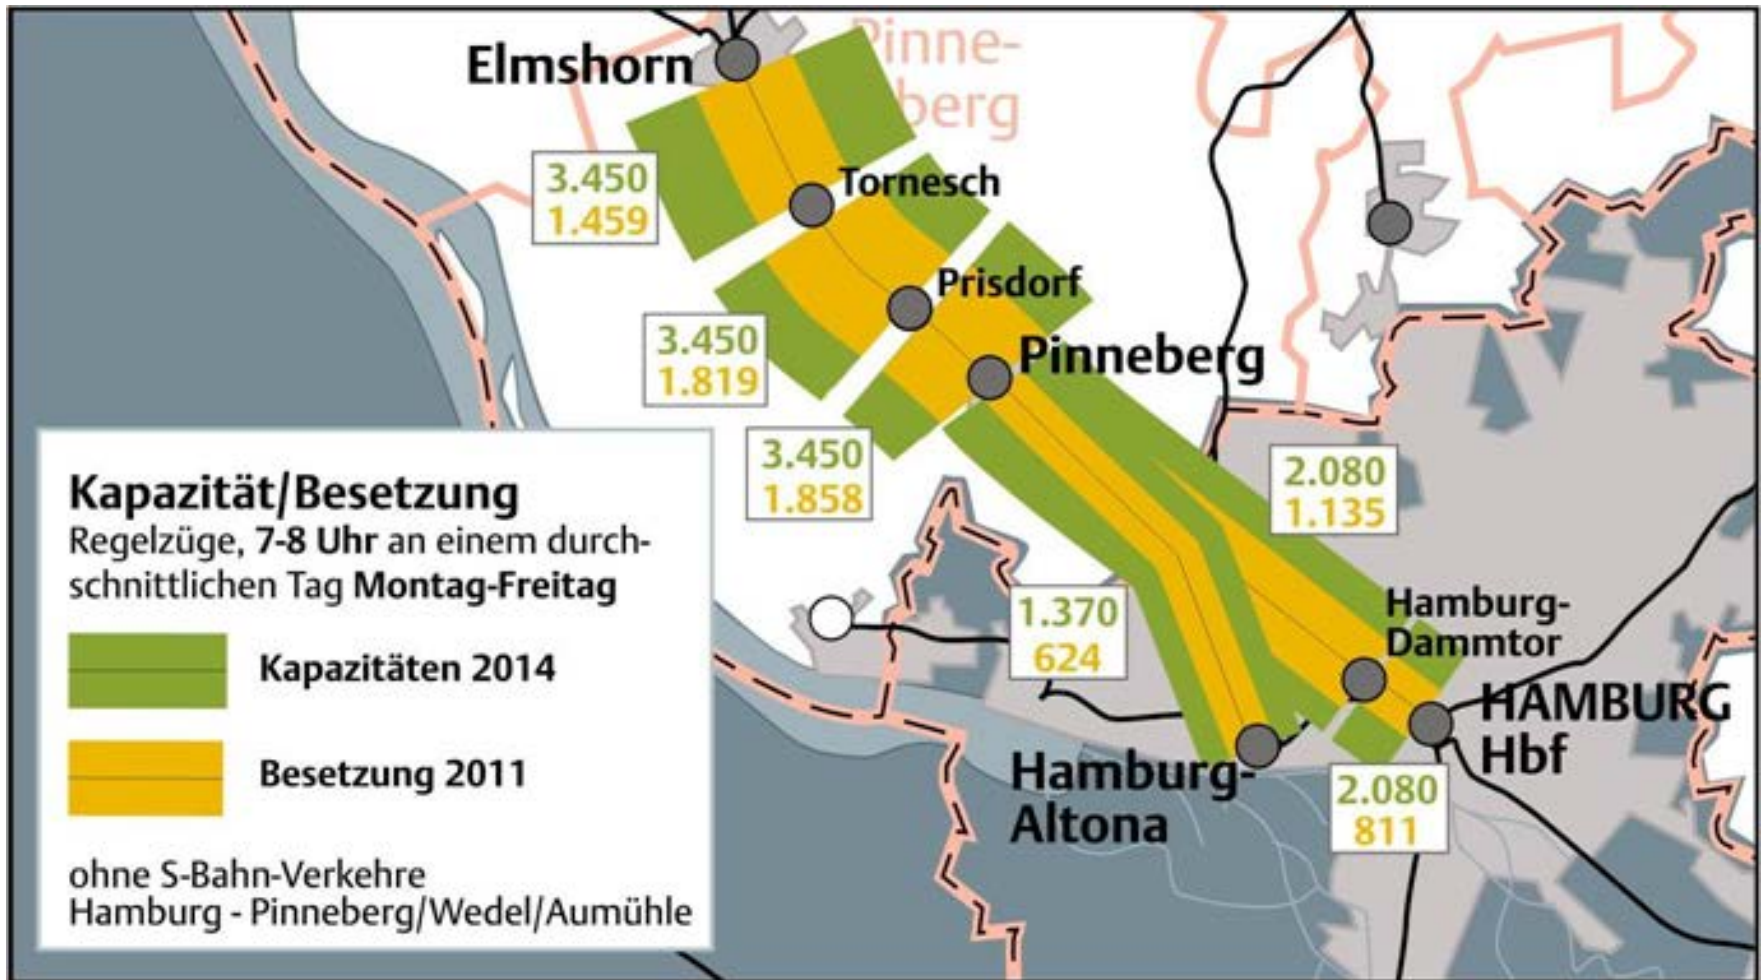 Elmshorn
Pinne-
berg
3.450
1.459
Tornesch
Prisdorf
3.450
1.819
Pinneberg
3.450
1.858
2.080
1.135
Kapazität/Besetzung
Regelzüge, 7-8 Uhr an einem durch-
schnittlichen Tag Montag-Freitag
Kapazitäten 2014
Besetzung 2011
ohne S-Bahn-Verkehre
Hamburg - Pinneberg/Wedel/Aumühle
1.370
624
Hamburg-
Dammtor
HAMBURG
Hbf
Hamburg-
Altona
2.080
811